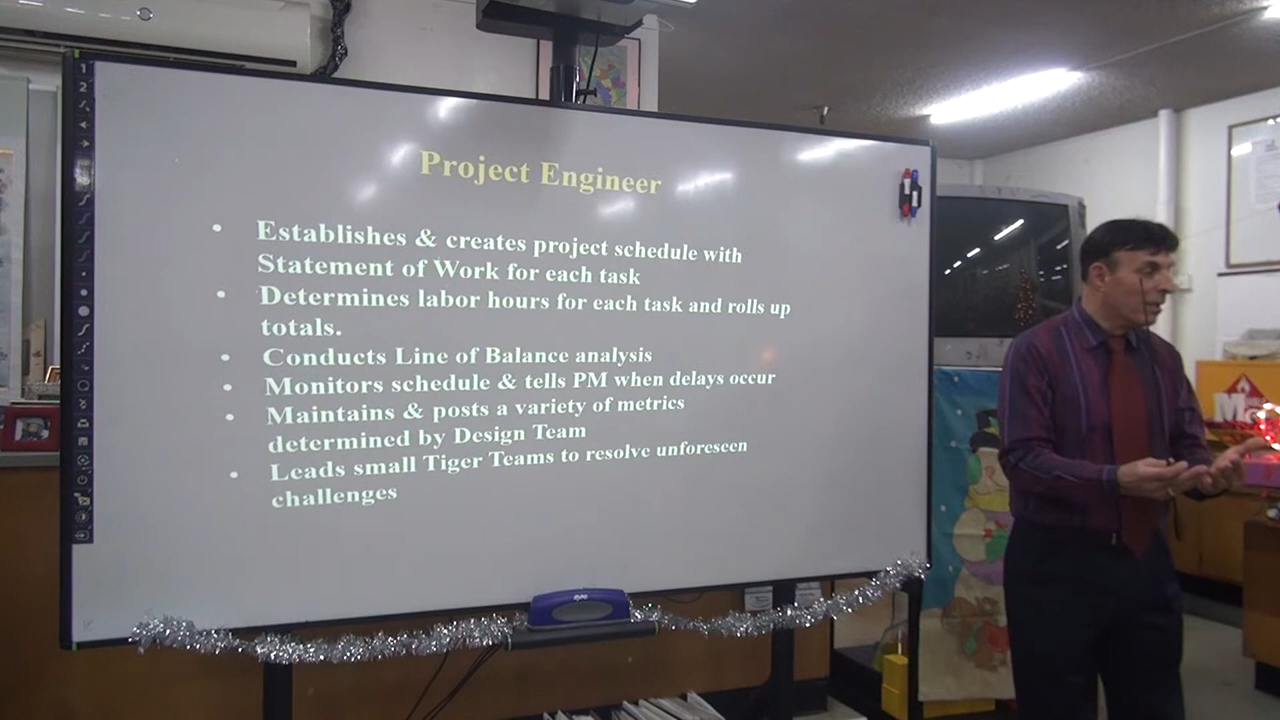 Project Engineer
• Establishes & creates project schedule with
Statement of Work for each task
• Determines labor hours for each task and rolls up
totals.
• Conducts Line of Balance analysis
• Monitors schedule & tells PM when delays occur
• Maintains & posts a variety of metrics
determined by Design Team
• Leads small Tiger Teams to resolve unforeseen
challenges
1
2